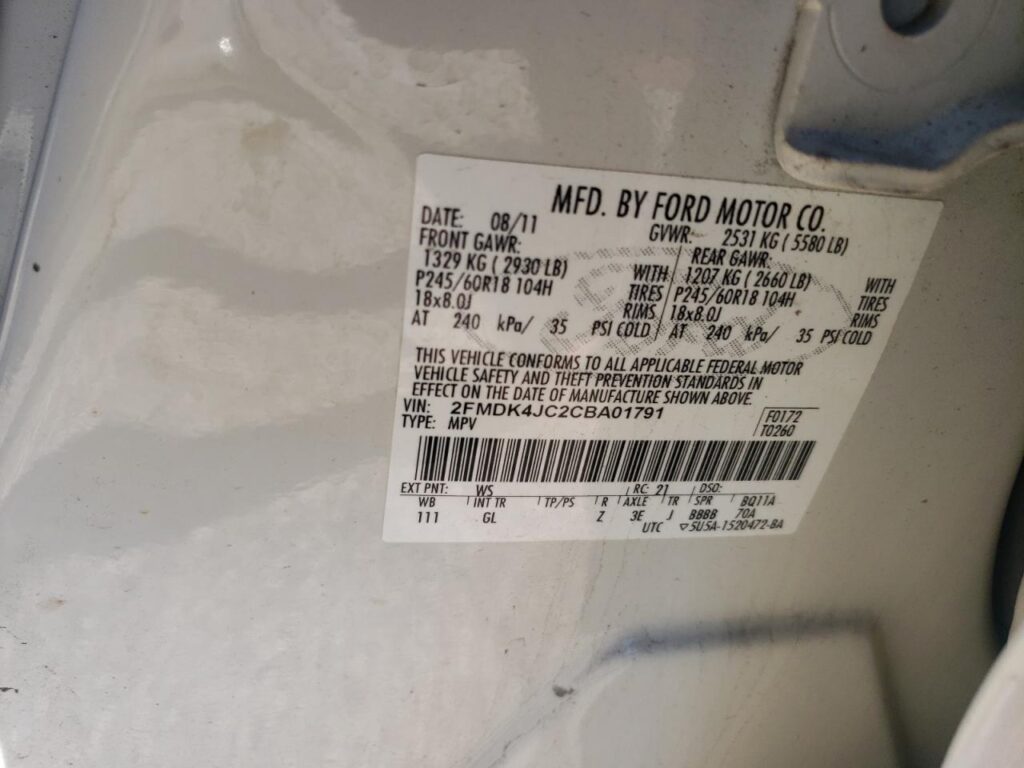 MFD. BY FORD MOTOR CO.
DATE: 08/11 GVWR: 2531 KG ( 5580 LB)
FRONT GAWR: REAR GAWR:
1329 KG ( 2930 LB) WITH 1207 KG ( 2660 LB) WITH
P245/60R18 104H TIRES P245/60R18 104H TIRES
18x8.0J RIMS 18x8.0J RIMS
AT 240 kPa/ 35 PSI COLD AT 240 kPa/ 35 PSI COLD
THIS VEHICLE CONFORMS TO ALL APPLICABLE FEDERAL MOTOR
VEHICLE SAFETY AND THEFT PREVENTION STANDARDS IN
EFFECT ON THE DATE OF MANUFACTURE SHOWN ABOVE.
VIN: 2FMDK4JC2CBA01791 F0172
TYPE: MPV T0260
EXT PNT: WS RC: 21 DSO:
WB INT TR TP/PS R AXLE TR SPR BQ11A
111 GL Z 3E J BBBB 70A
UTC ▽5U5A-1520472-BA